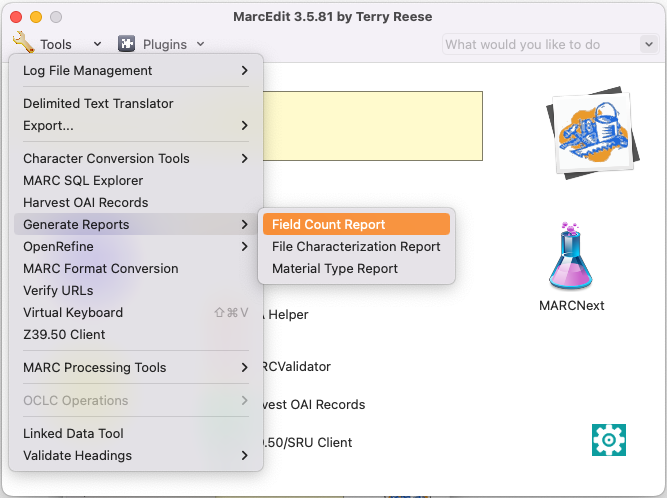 MarcEdit 3.5.81 by Terry Reese
Tools
Plugins
What would you like to do
Log File Management
Delimited Text Translator
Export...
Character Conversion Tools
MARC SQL Explorer
Harvest OAI Records
Generate Reports
Field Count Report
OpenRefine
File Characterization Report
MARC Format Conversion
Material Type Report
Verify URLs
Virtual Keyboard ⇧⌘V
Z39.50 Client
MARC Processing Tools
OCLC Operations
Linked Data Tool
Validate Headings
MARCNext
Helper
RCValidator
vest OAI Records
.50/SRU Client